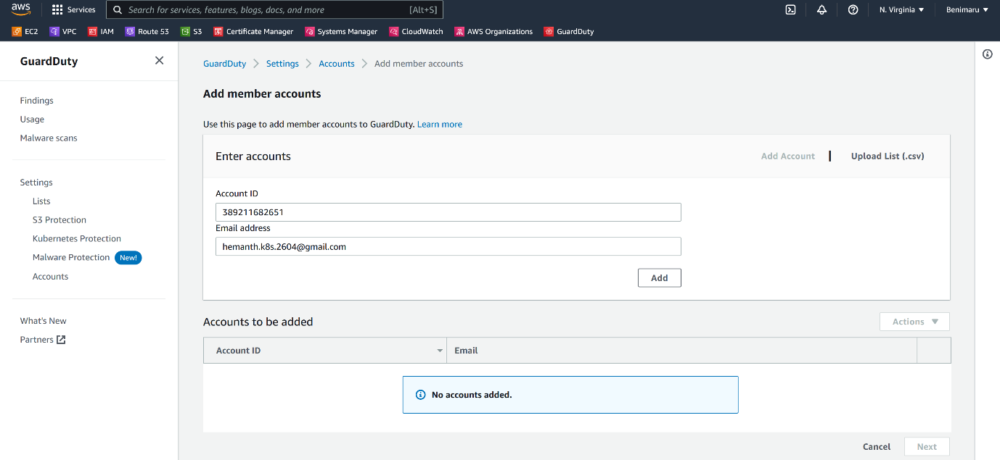 aws
Services
Search for services, features, blogs, docs, and more [Alt+S]
N. Virginia
Benimaru
EC2 VPC IAM Route 53 S3 Certificate Manager Systems Manager CloudWatch AWS Organizations GuardDuty
GuardDuty
Findings
Usage
Malware scans
Settings
Lists
S3 Protection
Kubernetes Protection
Malware Protection New!
Accounts
What's New
Partners
GuardDuty Settings Accounts Add member accounts
Add member accounts
Use this page to add member accounts to GuardDuty. Learn more
Enter accounts
Add Account | Upload List (.csv)
Account ID
389211682651
Email address
hemanth.k8s.2604@gmail.com
Add
Accounts to be added
Actions
Account ID Email
No accounts added.
Cancel Next